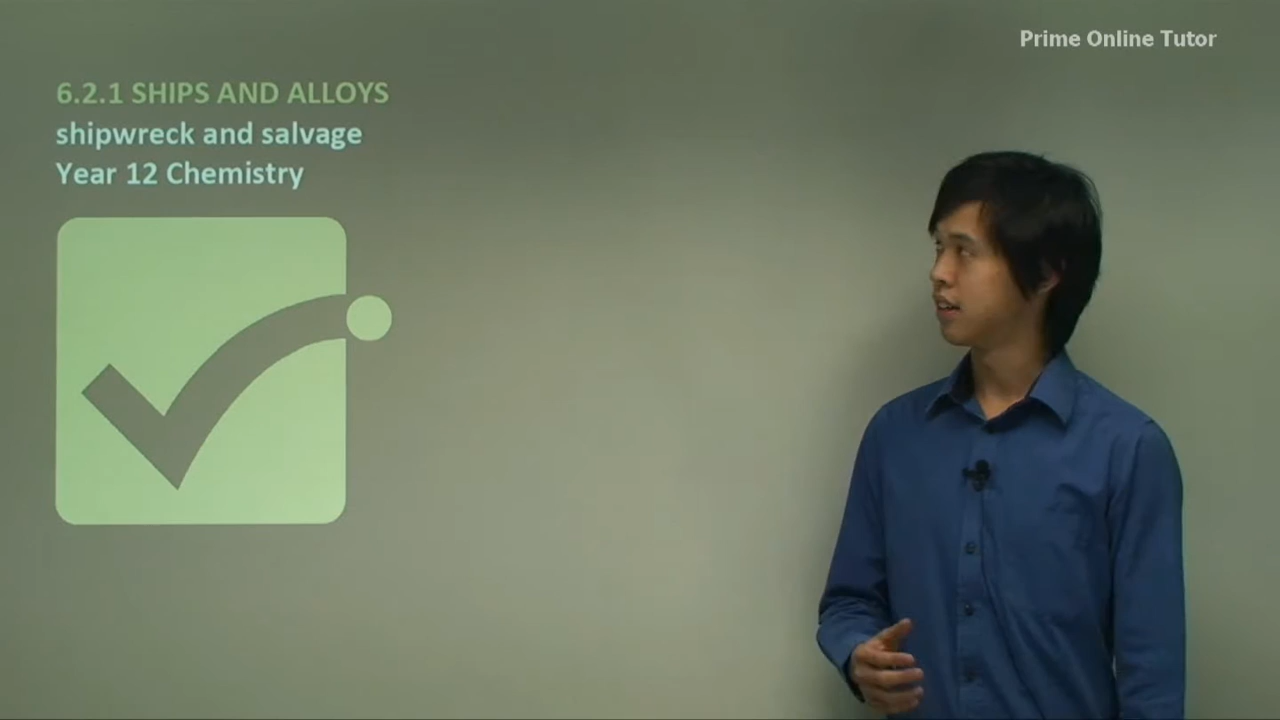 Prime Online Tutor
6.2.1 SHIPS AND ALLOYS
shipwreck and salvage
Year 12 Chemistry